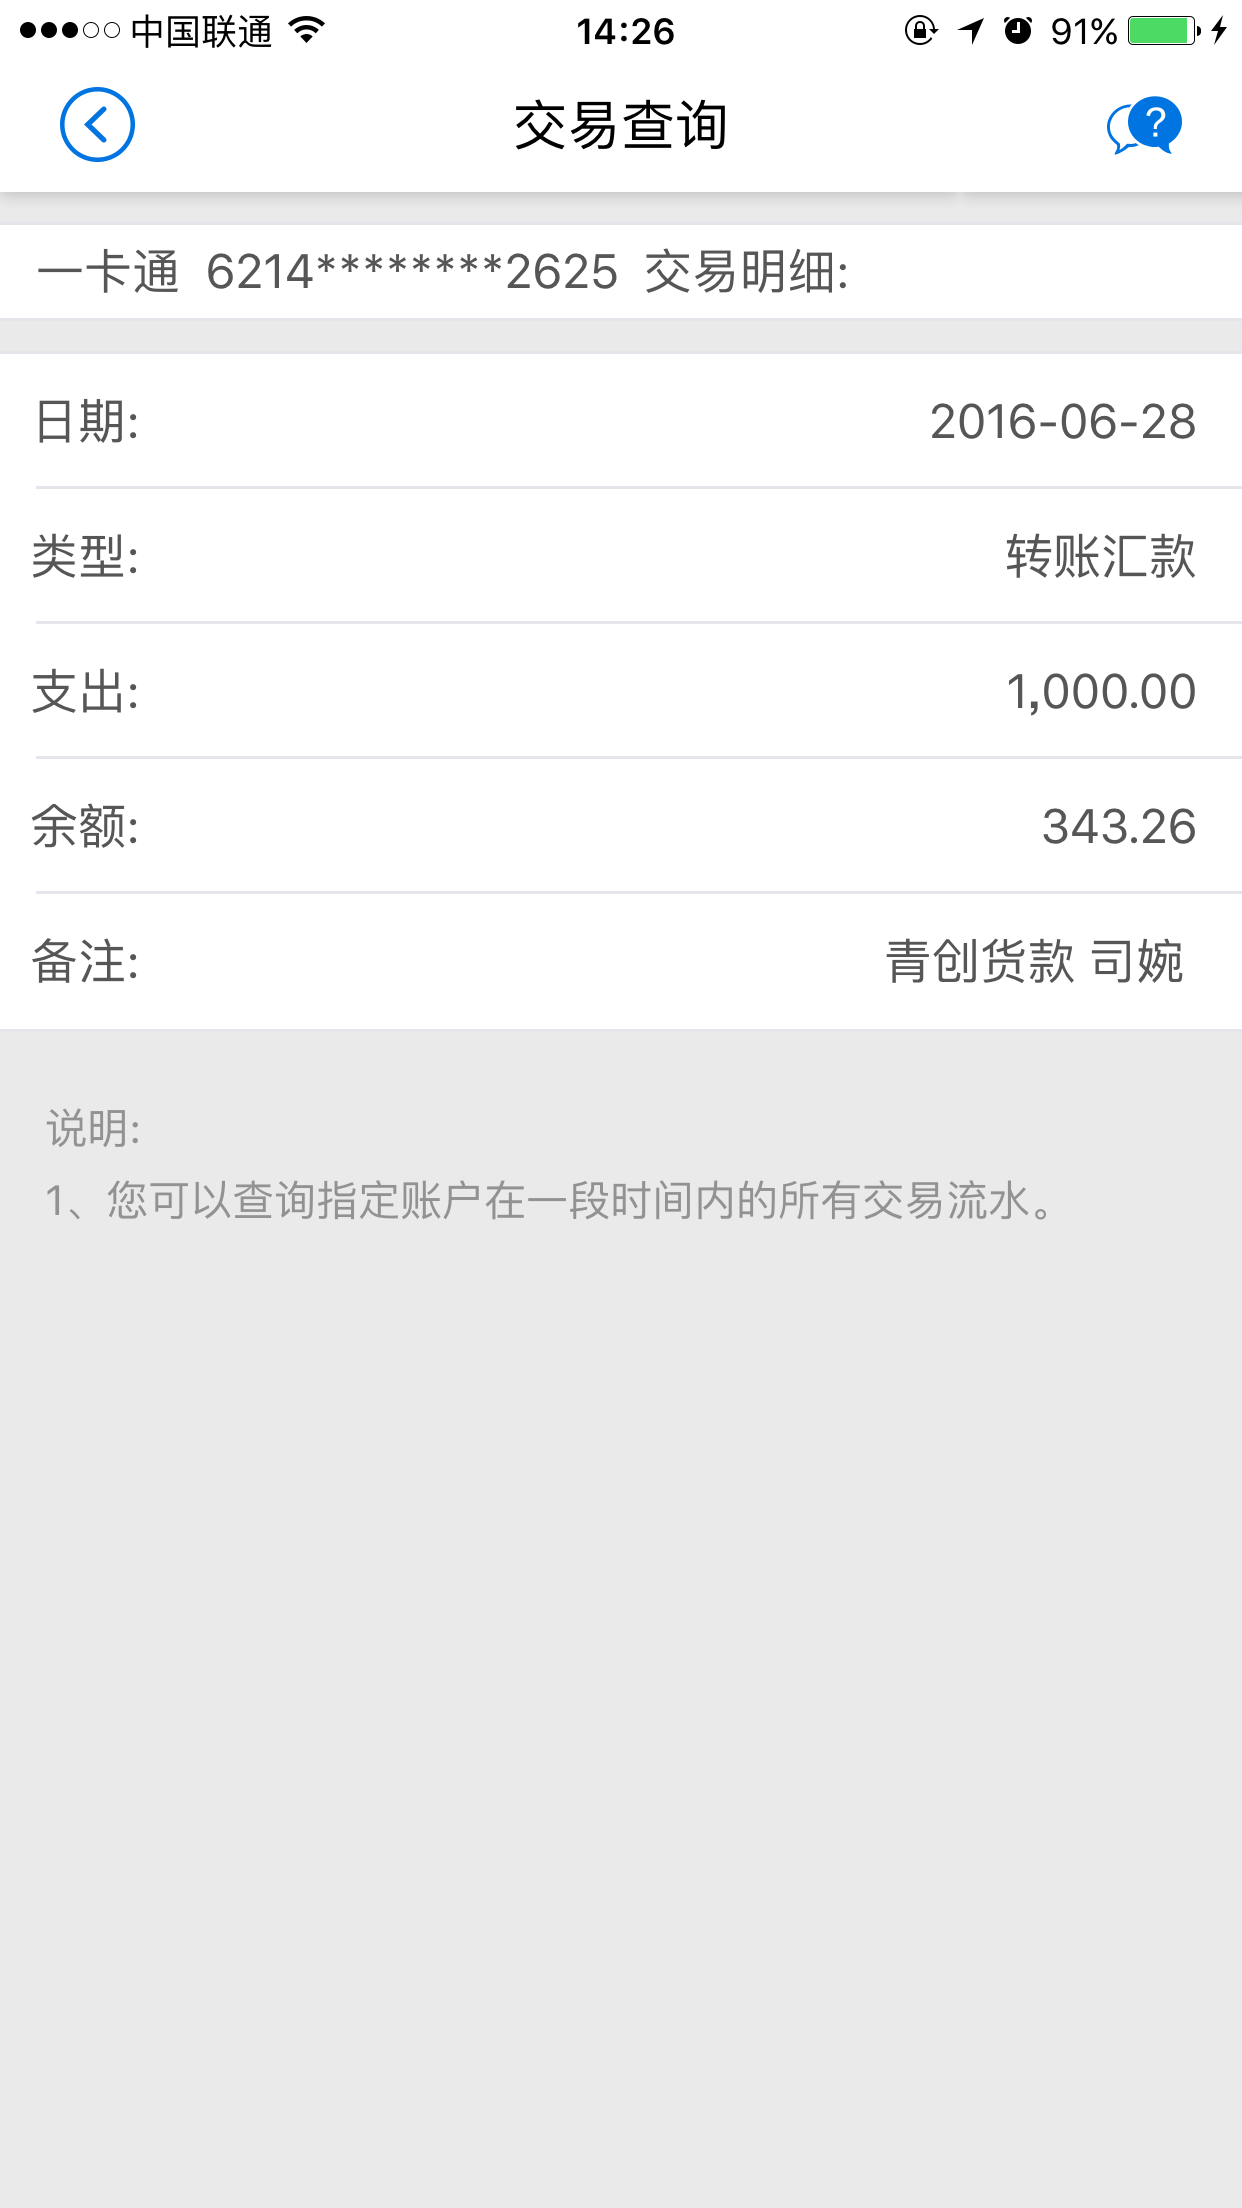 中国联通 14:26 91%
交易查询
一卡通 6214********2625 交易明细:
日期: 2016-06-28
类型: 转账汇款
支出: 1,000.00
余额: 343.26
备注: 青创货款 司婉
说明:
1、您可以查询指定账户在一段时间内的所有交易流水。